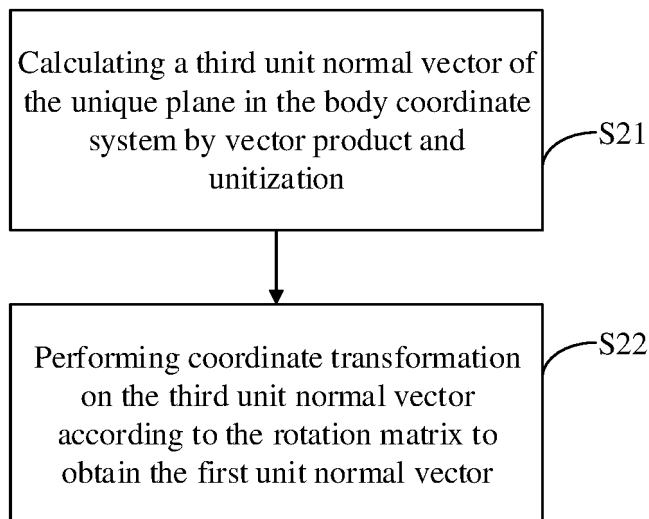 Calculating a third unit normal vector of
the unique plane in the body coordinate
system by vector product and
unitization
S21
Performing coordinate transformation
on the third unit normal vector
according to the rotation matrix to
obtain the first unit normal vector
S22